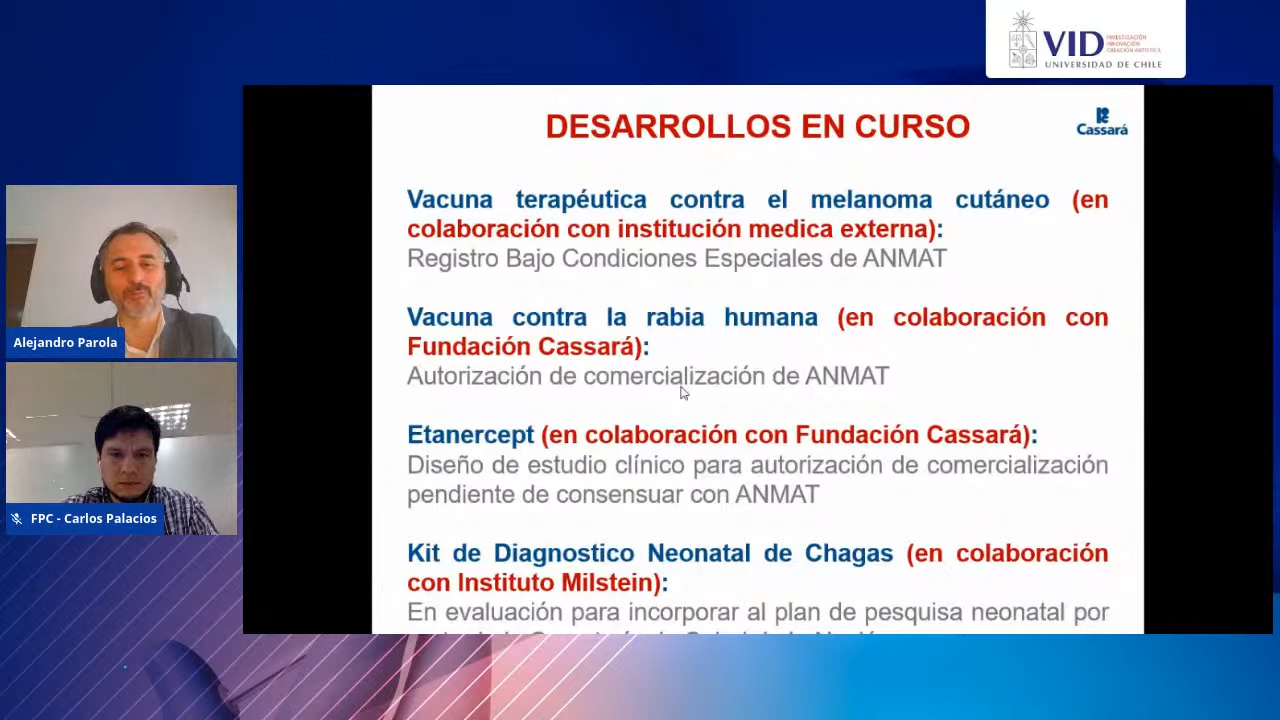 VID
INVESTIGACIÓN
INNOVACIÓN
CREACIÓN ARTÍSTICA
UNIVERSIDAD DE CHILE
DESARROLLOS EN CURSO
Cassará
Vacuna terapéutica contra el melanoma cutáneo (en
colaboración con institución medica externa):
Registro Bajo Condiciones Especiales de ANMAT
Vacuna contra la rabia humana (en colaboración con
Fundación Cassará):
Autorización de comercialización de ANMAT
Etanercept (en colaboración con Fundación Cassará):
Diseño de estudio clínico para autorización de comercialización
pendiente de consensuar con ANMAT
Kit de Diagnostico Neonatal de Chagas (en colaboración
con Instituto Milstein):
En evaluación para incorporar al plan de pesquisa neonatal por
Alejandro Parola
FPC - Carlos Palacios